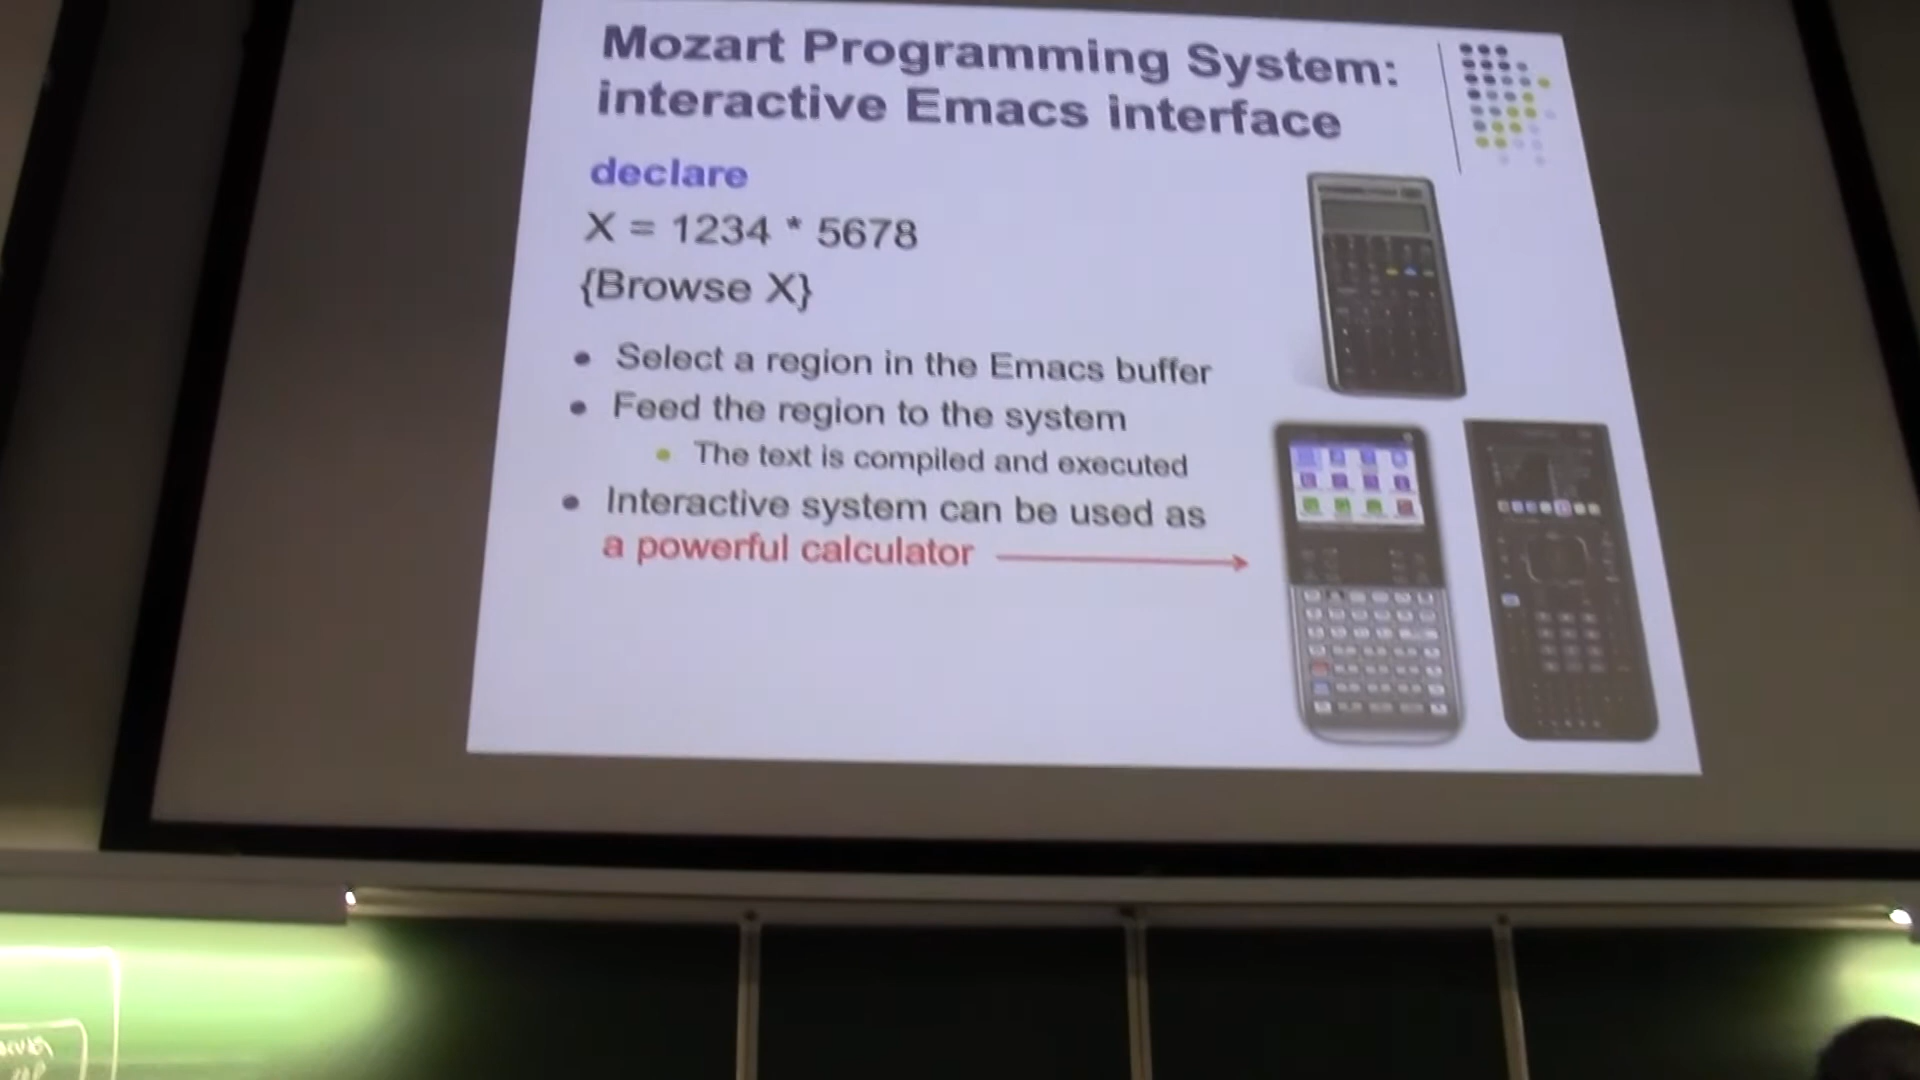 Mozart Programming System:
interactive Emacs interface
declare
X = 1234 * 5678
{Browse X}
• Select a region in the Emacs buffer
• Feed the region to the system
• The text is compiled and executed
• Interactive system can be used as
a powerful calculator